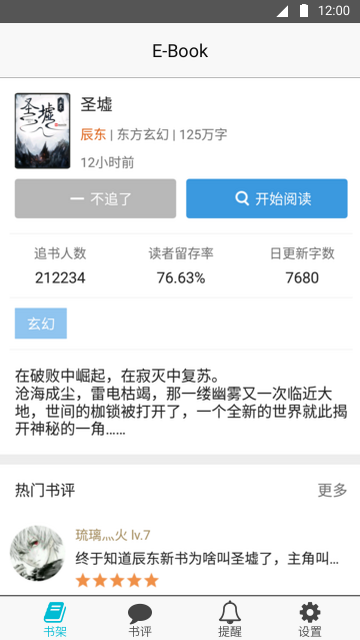 12:00
E-Book
圣墟
圣墟
辰东 | 东方玄幻 | 125万字
12小时前
不追了
开始阅读
追书人数 读者留存率 日更新字数
212234 76.63% 7680
玄幻
在破败中崛起，在寂灭中复苏。
沧海成尘，雷电枯竭，那一缕幽雾又一次临近大
地，世间的枷锁被打开了，一个全新的世界就此揭
开神秘的一角......
热门书评 更多
琉璃灬火 lv.7
终于知道辰东新书为啥叫圣墟了，主角叫...
书架 书评 提醒 设置